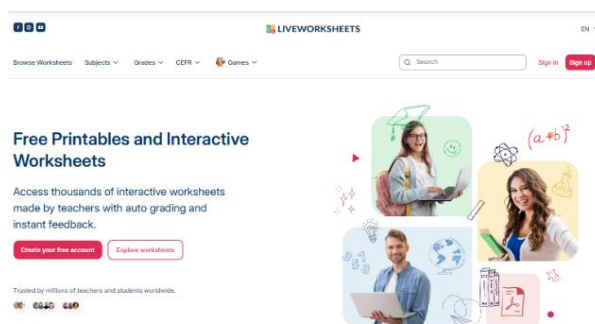 LIVEWORKSHEETS
EN
Browse Worksheets Subjects Grades CEFR Games
Search
Sign in Sign up
Free Printables and Interactive
Worksheets
Access thousands of interactive worksheets
made by teachers with auto grading and
instant feedback.
Create your free account Explore worksheets
Trusted by millions of teachers and students worldwide.
(a+b)²